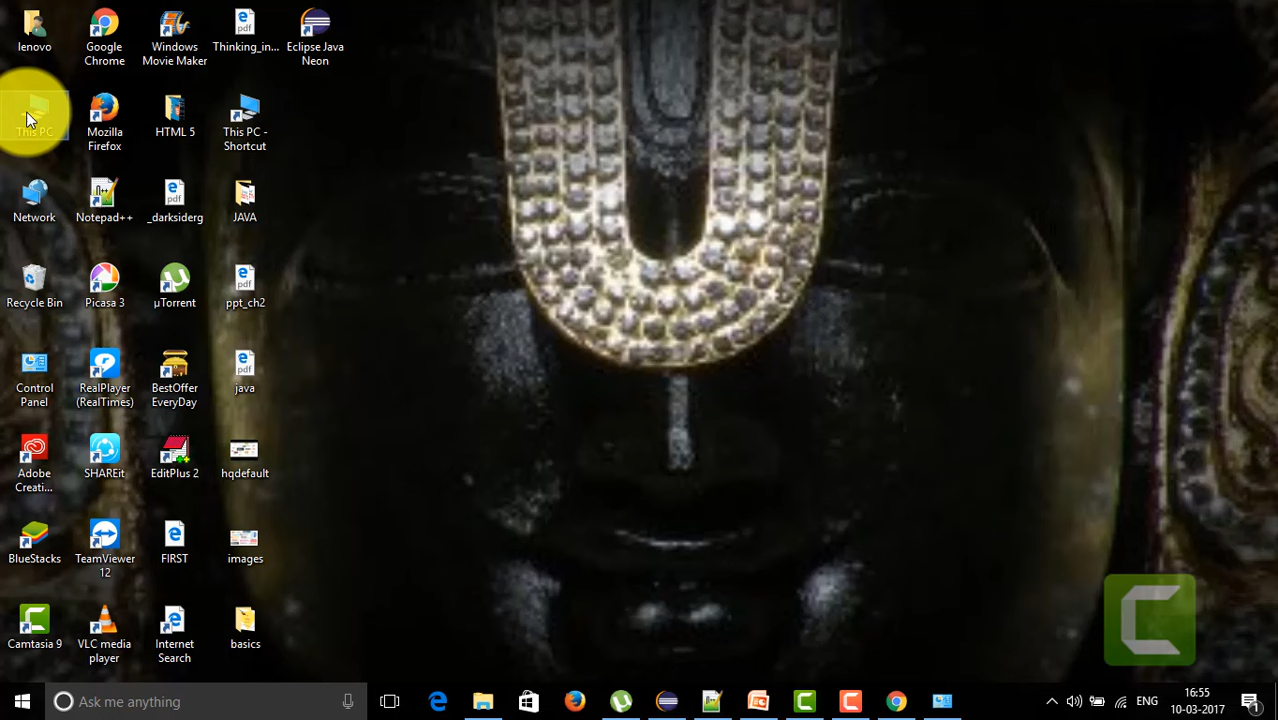 lenovo
Google
Chrome
Windows
Movie Maker
Thinking_in...
Eclipse Java
Neon
This PC
Mozilla
Firefox
HTML 5
This PC -
Shortcut
Network
Notepad++
_darksiderg
JAVA
Recycle Bin
Picasa 3
µTorrent
ppt_ch2
Control
Panel
RealPlayer
(RealTimes)
BestOffer
EveryDay
java
Adobe
Creati...
SHAREit
EditPlus 2
hqdefault
BlueStacks
TeamViewer
12
FIRST
images
Camtasia 9
VLC media
player
Internet
Search
basics
Ask me anything
ENG
16:55
10-03-2017